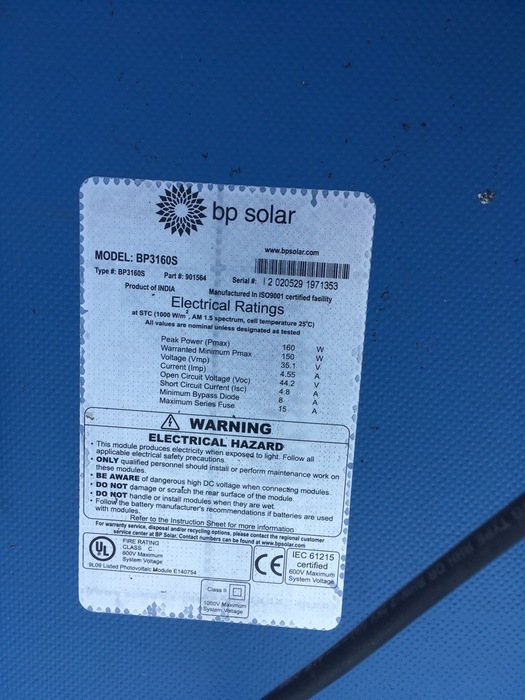 bp solar
www.bpsolar.com
MODEL: BP3160S
Type #: BP3160S Part #: 901564 Serial #: I 2 020529 1971353
Product of INDIA Manufactured in ISO9001 certified facility
Electrical Ratings
at STC (1000 W/m², AM 1.5 spectrum, cell temperature 25°C)
All values are nominal unless designated as tested
Peak Power (Pmax) 160 W
Warranted Minimum Pmax 150 W
Voltage (Vmp) 35.1 V
Current (Imp) 4.55 A
Open Circuit Voltage (Voc) 44.2 V
Short Circuit Current (Isc) 4.8 A
Minimum Bypass Diode 8 A
Maximum Series Fuse 15 A
WARNING
ELECTRICAL HAZARD
• This module produces electricity when exposed to light. Follow all
applicable electrical safety precautions.
• ONLY qualified personnel should install or perform maintenance work on
these modules.
• BE AWARE of dangerous high DC voltage when connecting modules.
• DO NOT damage or scratch the rear surface of the module.
• DO NOT handle or install modules when they are wet.
• Follow the battery manufacturer's recommendations if batteries are used
with modules.
Refer to the Instruction Sheet for more information
For warranty service, disposal and/or recycling options, please contact the regional customer
service center at BP Solar. Contact numbers can be found at www.bpsolar.com
UL
FIRE RATING
CLASS C
600V Maximum
System Voltage
9L09 Listed Photovoltaic Module E140754
CE
IEC 61215
certified
600V Maximum
System Voltage
Class II
1000V Maximum
System Voltage